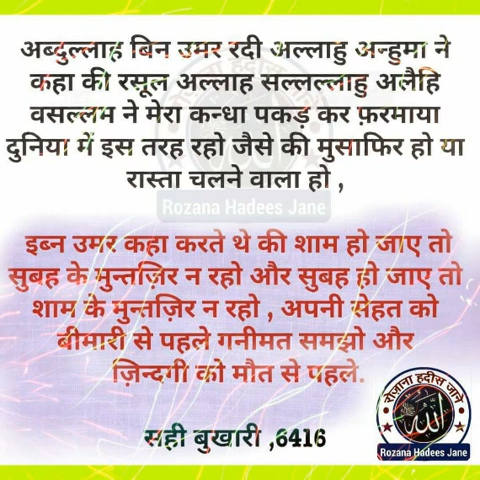 अब्दुल्लाह बिन उमर रदी अल्लाहु अन्हुमा ने
कहा की रसूल अल्लाह सल्लल्लाहु अलैहि
वसल्लम ने मेरा कन्धा पकड़ कर फ़रमाया
दुनिया में इस तरह रहो जैसे की मुसाफिर हो या
रास्ता चलने वाला हो ,
Rozana Hadees Jane
इब्न उमर कहा करते थे की शाम हो जाए तो
सुबह के मुन्तज़िर न रहो और सुबह हो जाए तो
शाम के मुन्तज़िर न रहो , अपनी सेहत को
बीमारी से पहले गनीमत समझो और
ज़िन्दगी को मौत से पहले.
सही बुखारी ,6416
रोज़ाना हदीस जाने
الله
Rozana Hadees Jane